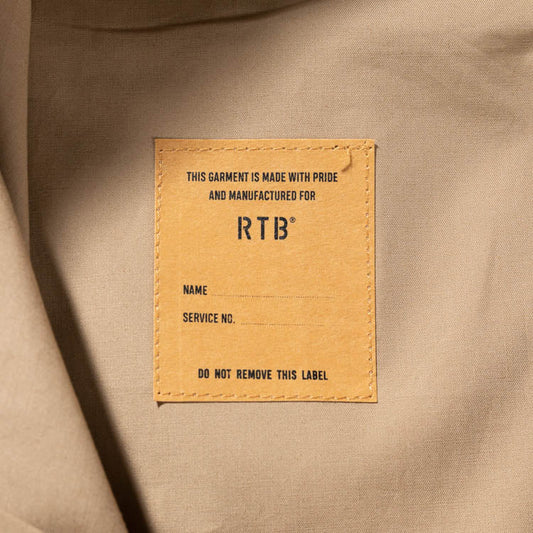 THIS GARMENT IS MADE WITH PRIDE
AND MANUFACTURED FOR
RTB®
NAME
SERVICE NO.
DO NOT REMOVE THIS LABEL